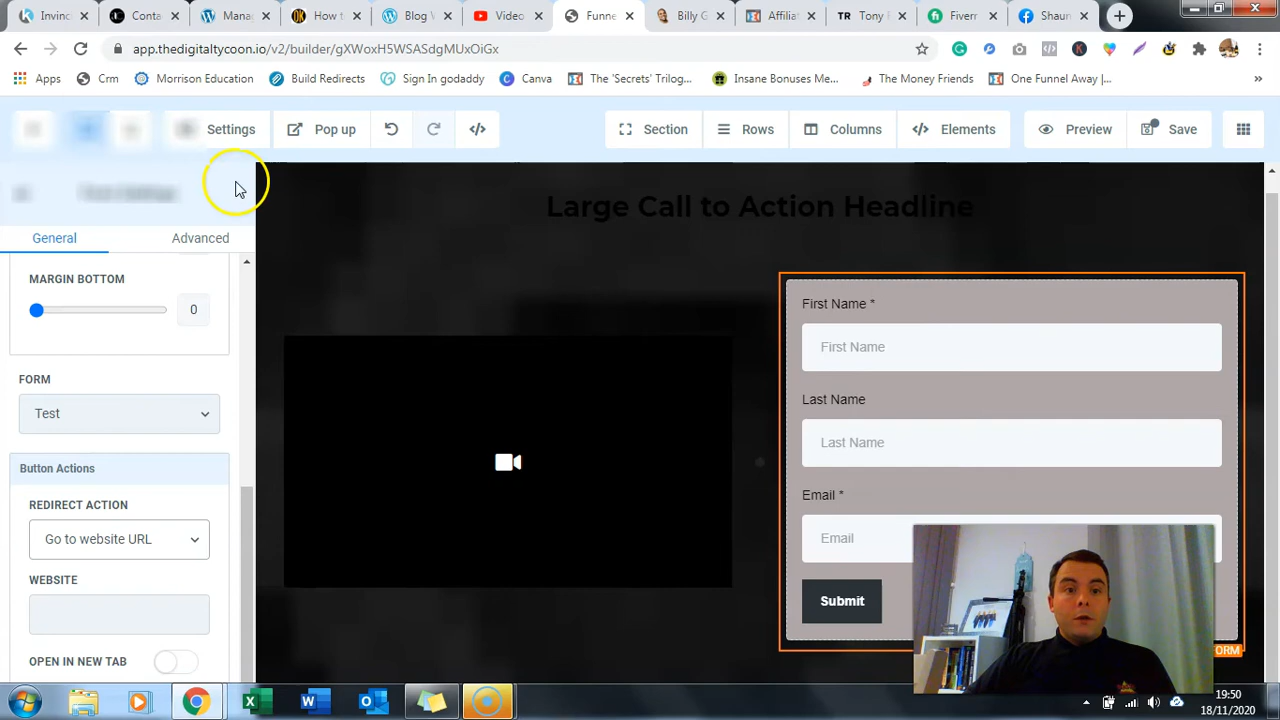 Invinc
Conta
Manag
How t
Blog
Video
Funne
Billy G
Affilia
TR Tony F
Fiverr
Shaun
app.thedigitaltycoon.io/v2/builder/gXWoxH5WSASdgMUxOiGx
Apps
Crm
Morrison Education
Build Redirects
Sign In godaddy
Canva
The 'Secrets' Trilog...
Insane Bonuses Me...
The Money Friends
One Funnel Away |...
Settings
Pop up
Section
Rows
Columns
Elements
Preview
Save
General
Advanced
MARGIN BOTTOM
0
FORM
Test
Button Actions
REDIRECT ACTION
Go to website URL
WEBSITE
OPEN IN NEW TAB
Large Call to Action Headline
First Name *
First Name
Last Name
Last Name
Email *
Email
Submit
ORM
19:50
18/11/2020